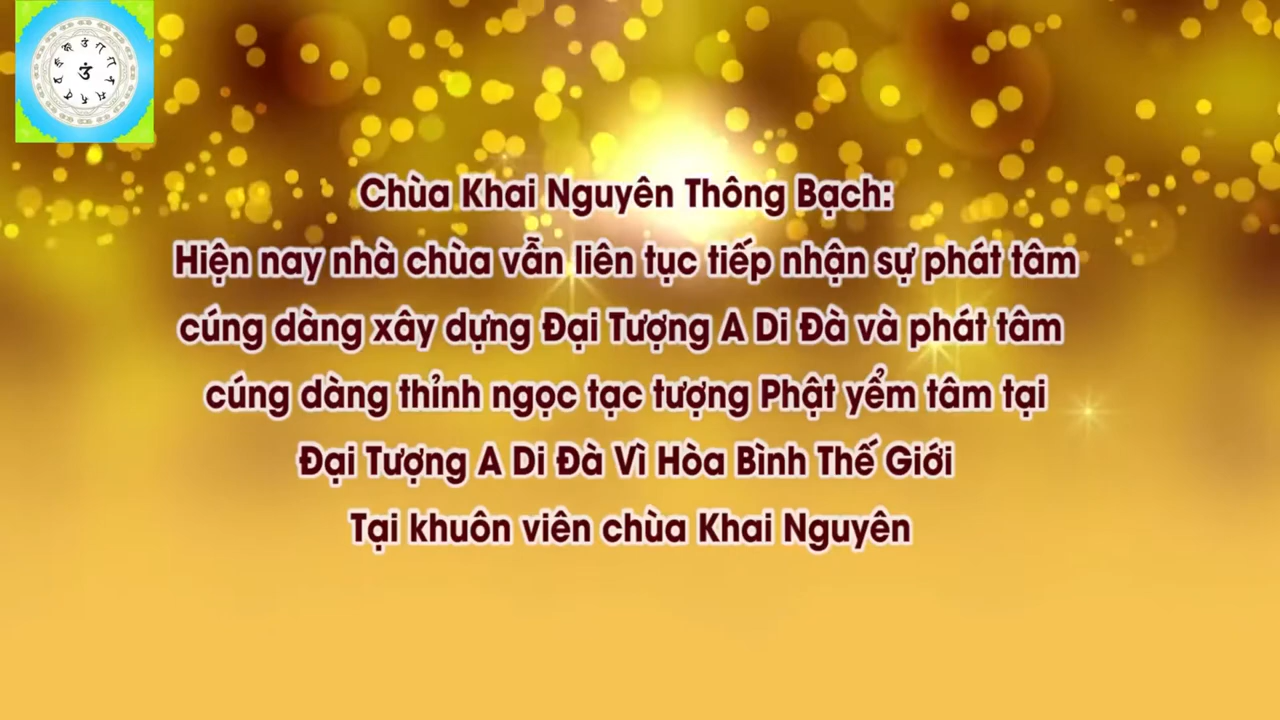 Chùa Khai Nguyên Thông Bạch:
Hiện nay nhà chùa vẫn liên tục tiếp nhận sự phát tâm
cúng dàng xây dựng Đại Tượng A Di Đà và phát tâm
cúng dàng thỉnh ngọc tạc tượng Phật yểm tâm tại
Đại Tượng A Di Đà Vì Hòa Bình Thế Giới
Tại khuôn viên chùa Khai Nguyên